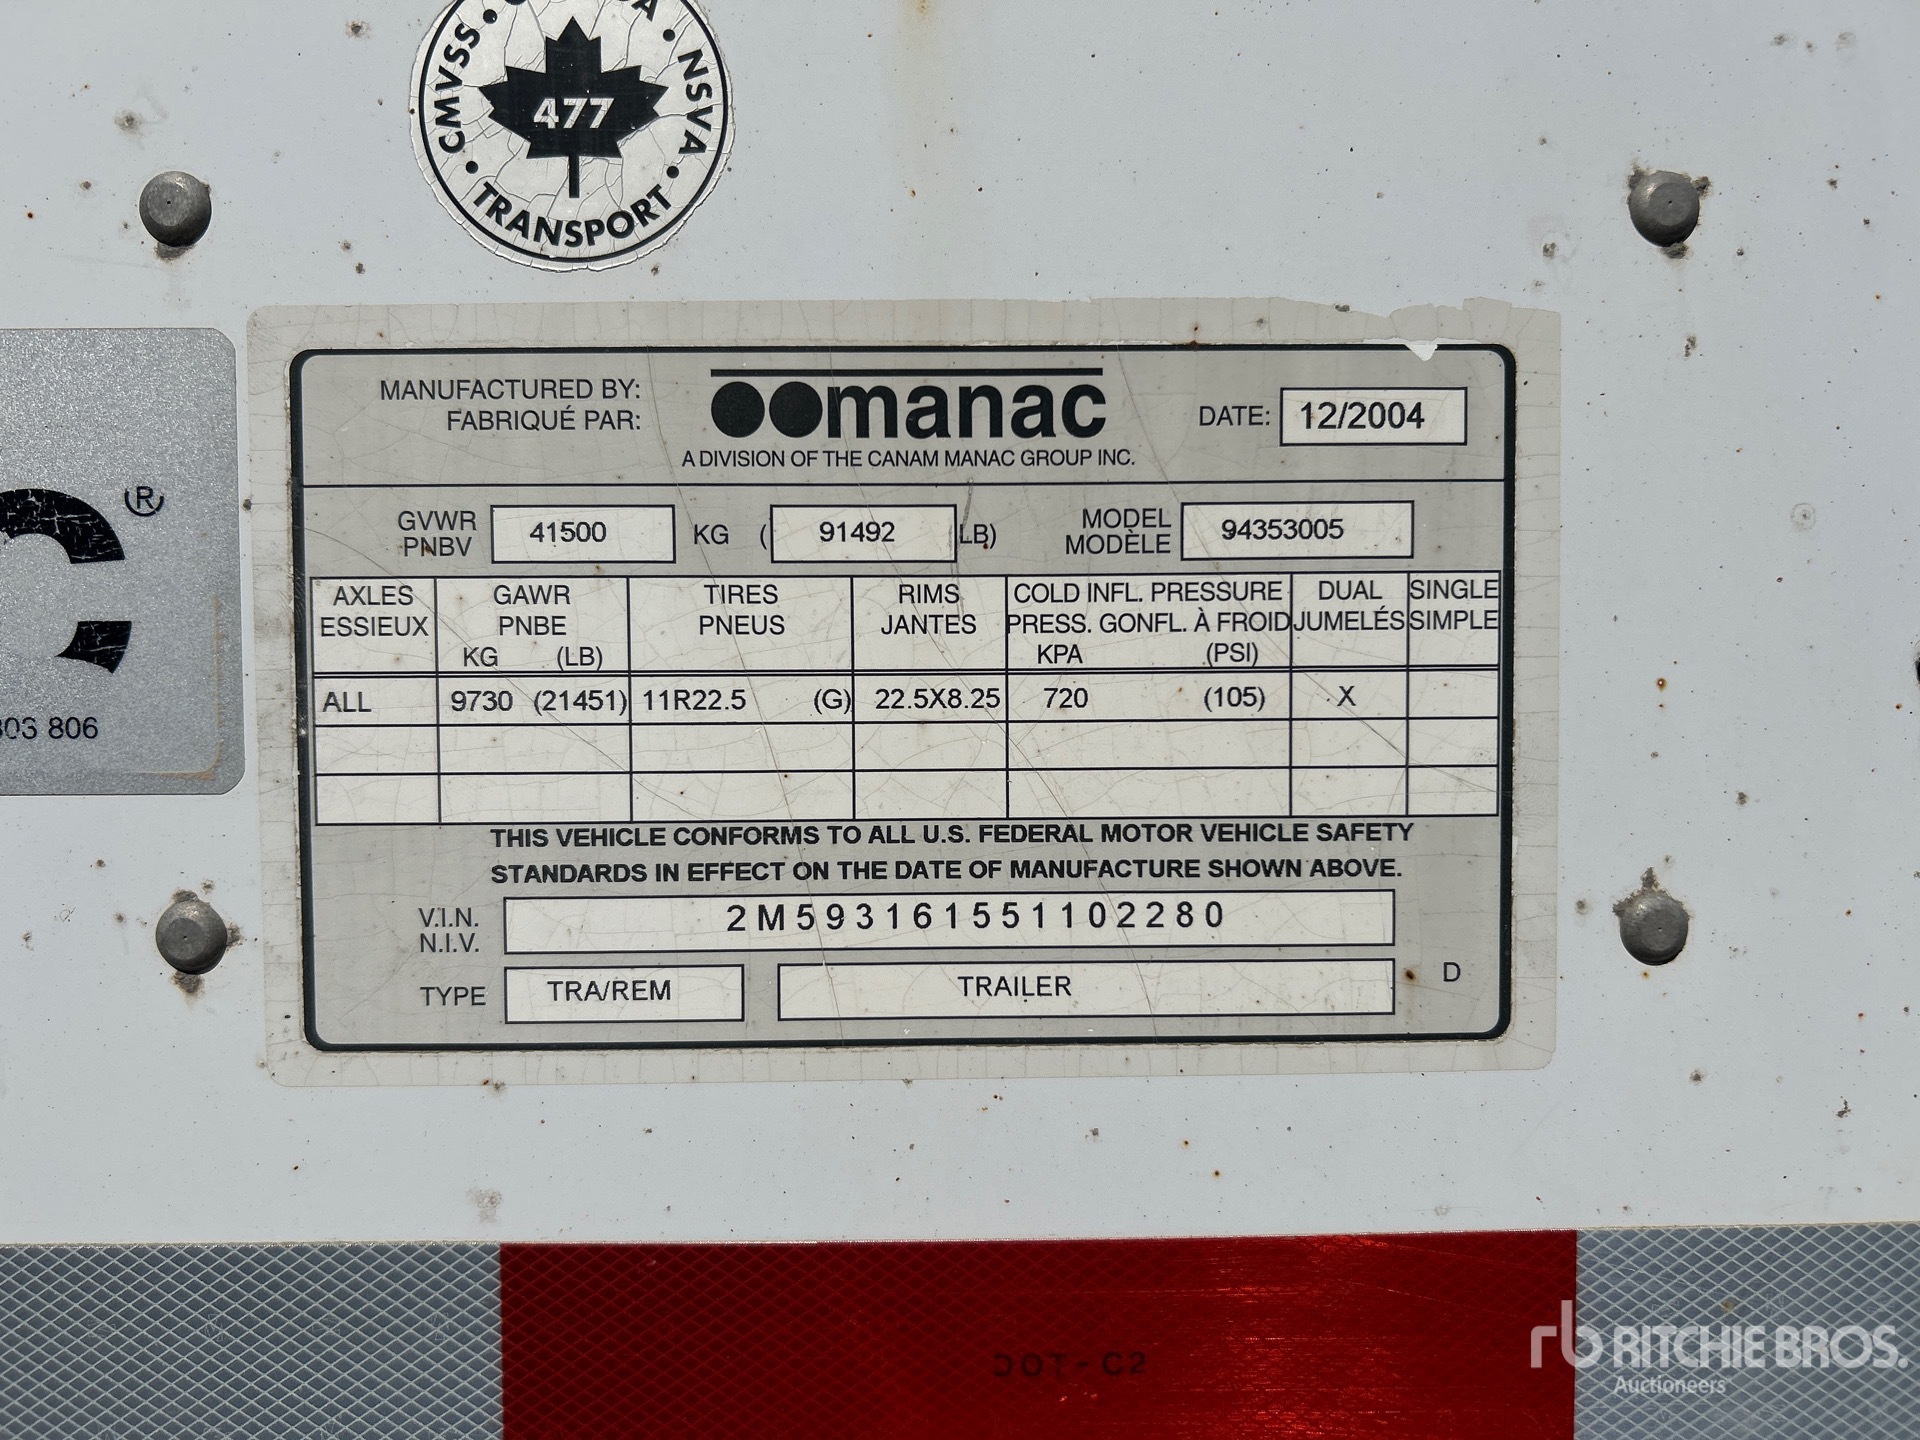 CMVSS • • NSVA • TRANSPORT •
477
MANUFACTURED BY:
FABRIQUÉ PAR:
manac
A DIVISION OF THE CANAM MANAC GROUP INC.
DATE: 12/2004
GVWR
PNBV
41500 KG ( 91492 LB)
MODEL
MODÈLE
94353005
®
806
AXLES
ESSIEUX
GAWR
PNBE
KG (LB)
TIRES
PNEUS
RIMS
JANTES
COLD INFL. PRESSURE
PRESS. GONFL. À FROID
KPA (PSI)
DUAL
JUMELÉS
SINGLE
SIMPLE
ALL 9730 (21451) 11R22.5 (G) 22.5X8.25 720 (105) X
THIS VEHICLE CONFORMS TO ALL U.S. FEDERAL MOTOR VEHICLE SAFETY
STANDARDS IN EFFECT ON THE DATE OF MANUFACTURE SHOWN ABOVE.
V.I.N.
N.I.V.
2M593161551102280
TYPE TRA/REM TRAILER D
DOT-C2
rb RITCHIE BROS.
Auctioneers